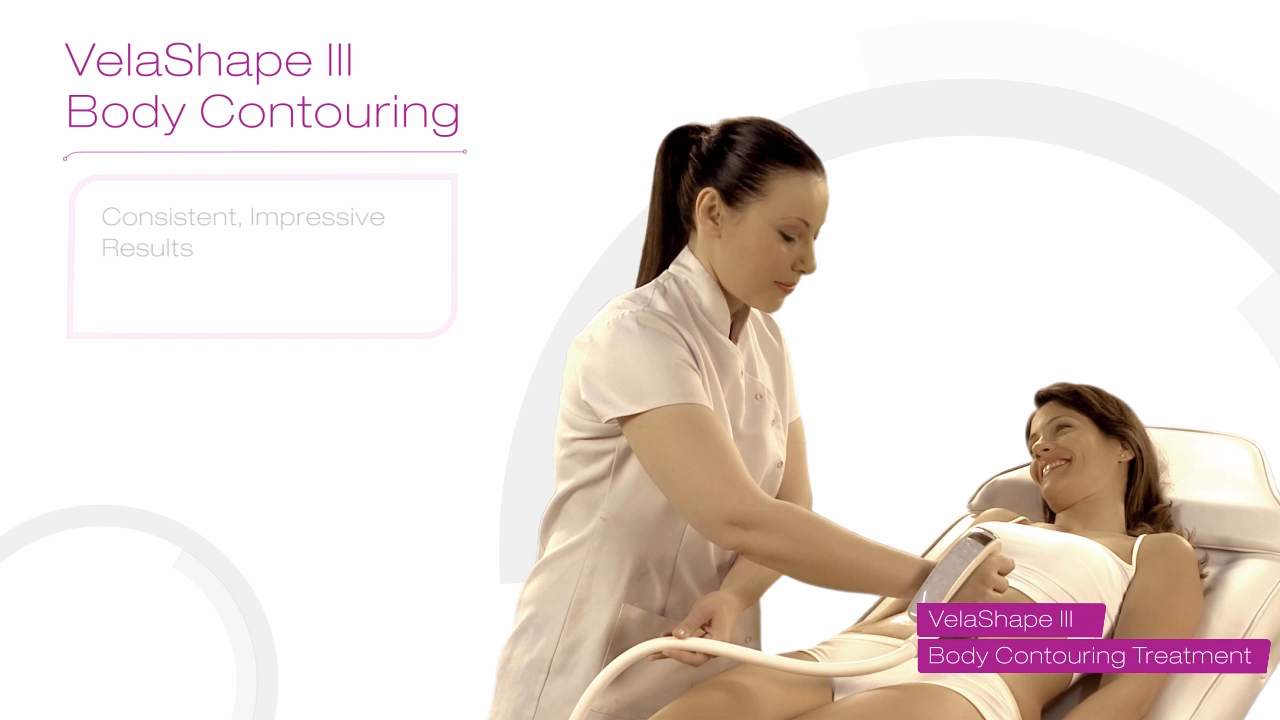 VelaShape III
Body Contouring
Consistent, Impressive
Results
VelaShape III
Body Contouring Treatment